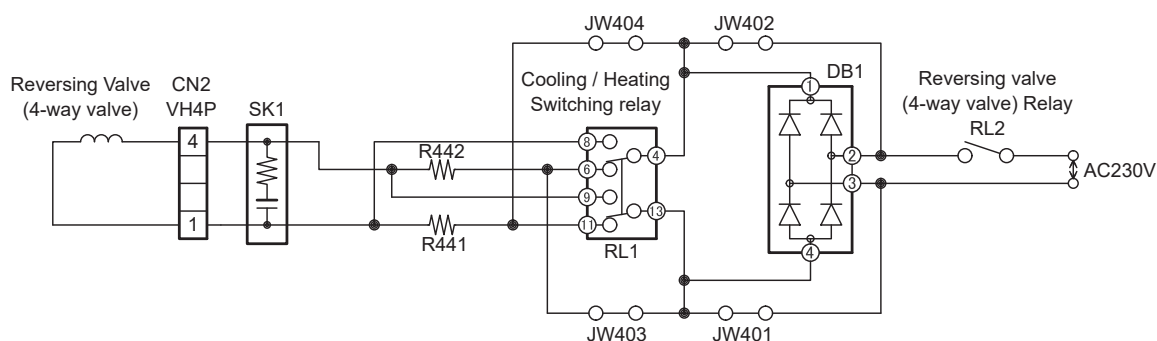 JW404
JW402
Reversing Valve
(4-way valve)
CN2
VH4P
SK1
Cooling / Heating
Switching relay
DB1
Reversing valve
(4-way valve) Relay
RL2
1
8
R442
4
4
6
2
3
AC230V
9
1
11
13
R441
RL1
4
JW403
JW401